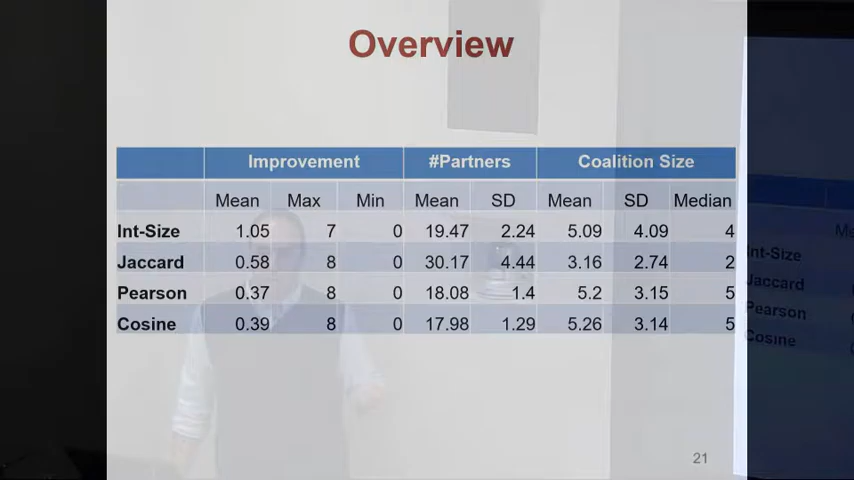 Overview
Improvement #Partners Coalition Size
Mean Max Min Mean SD Mean SD Median
Int-Size 1.05 7 0 19.47 2.24 5.09 4.09 4
Jaccard 0.58 8 0 30.17 4.44 3.16 2.74 2
Pearson 0.37 8 0 18.08 1.4 5.2 3.15 5
Cosine 0.39 8 0 17.98 1.29 5.26 3.14 5
21
Int-Size
Jaccard
Pearson
Cosine